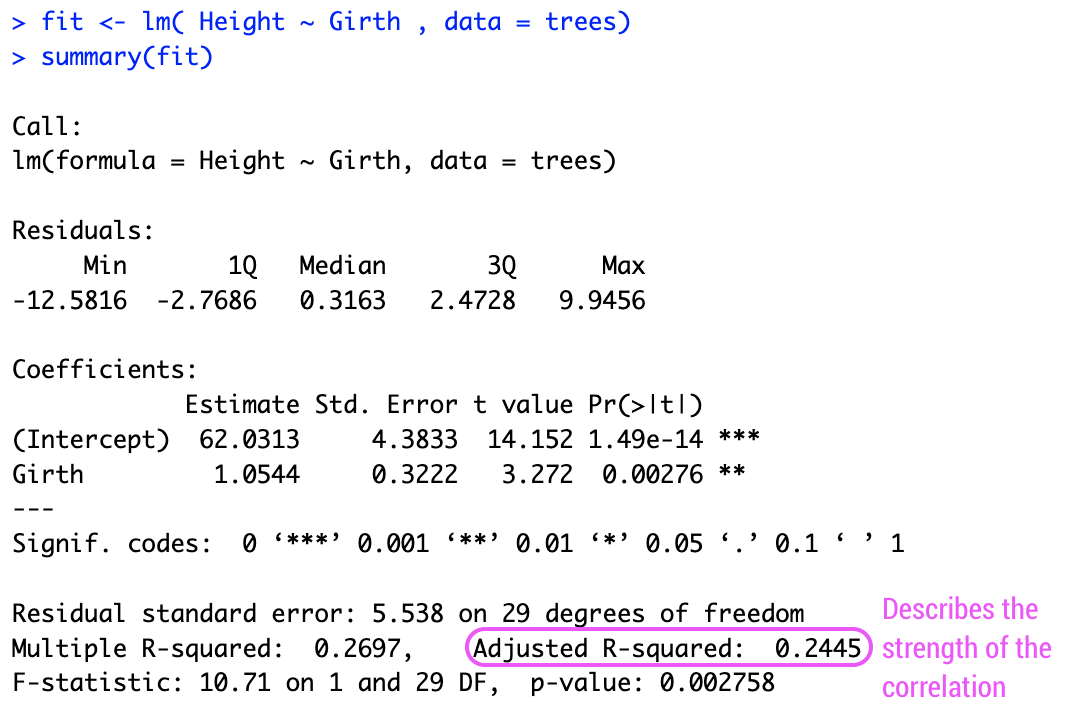 > fit <- lm( Height ~ Girth , data = trees)
> summary(fit)
Call:
lm(formula = Height ~ Girth, data = trees)
Residuals:
     Min       1Q   Median       3Q      Max
-12.5816  -2.7686   0.3163   2.4728   9.9456
Coefficients:
            Estimate Std. Error t value Pr(>|t|)
(Intercept)  62.0313     4.3833  14.152 1.49e-14 ***
Girth         1.0544     0.3222   3.272  0.00276 **
---
Signif. codes:  0 ‘***’ 0.001 ‘**’ 0.01 ‘*’ 0.05 ‘.’ 0.1 ‘ ’ 1
Residual standard error: 5.538 on 29 degrees of freedom
Multiple R-squared:  0.2697,    Adjusted R-squared:  0.2445
F-statistic: 10.71 on 1 and 29 DF,  p-value: 0.002758
Describes the
strength of the
correlation